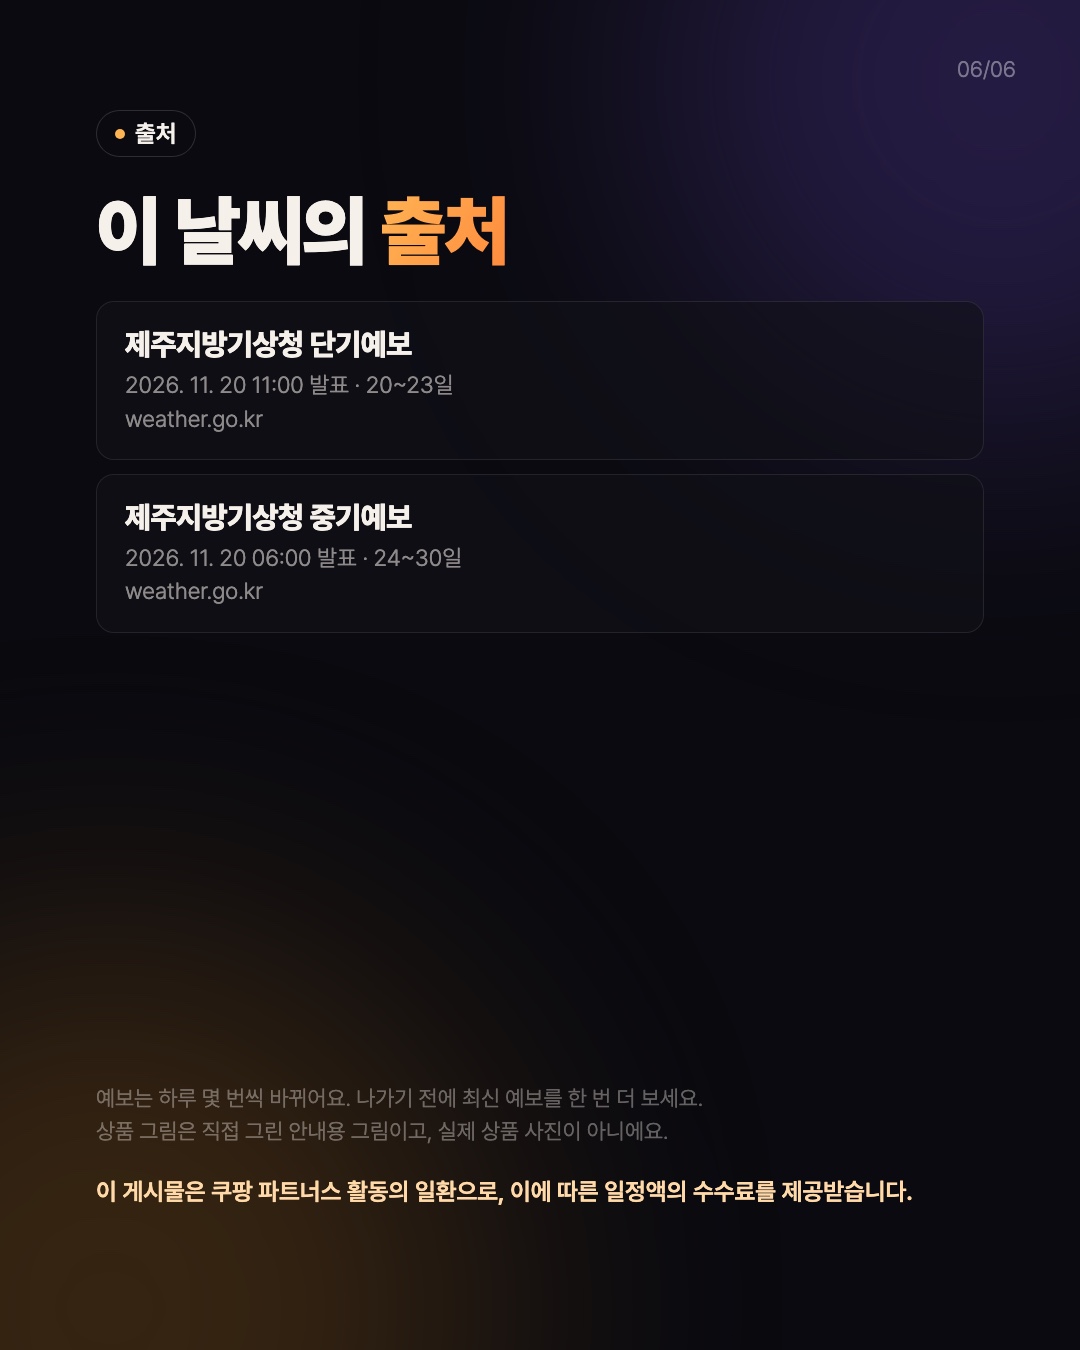 06/06
출처
이 날씨의 출처
제주지방기상청 단기예보
2026. 11. 20 11:00 발표 · 20~23일
weather.go.kr
제주지방기상청 중기예보
2026. 11. 20 06:00 발표 · 24~30일
weather.go.kr
예보는 하루 몇 번씩 바뀌어요. 나가기 전에 최신 예보를 한 번 더 보세요.
상품 그림은 직접 그린 안내용 그림이고, 실제 상품 사진이 아니에요.
이 게시물은 쿠팡 파트너스 활동의 일환으로, 이에 따른 일정액의 수수료를 제공받습니다.